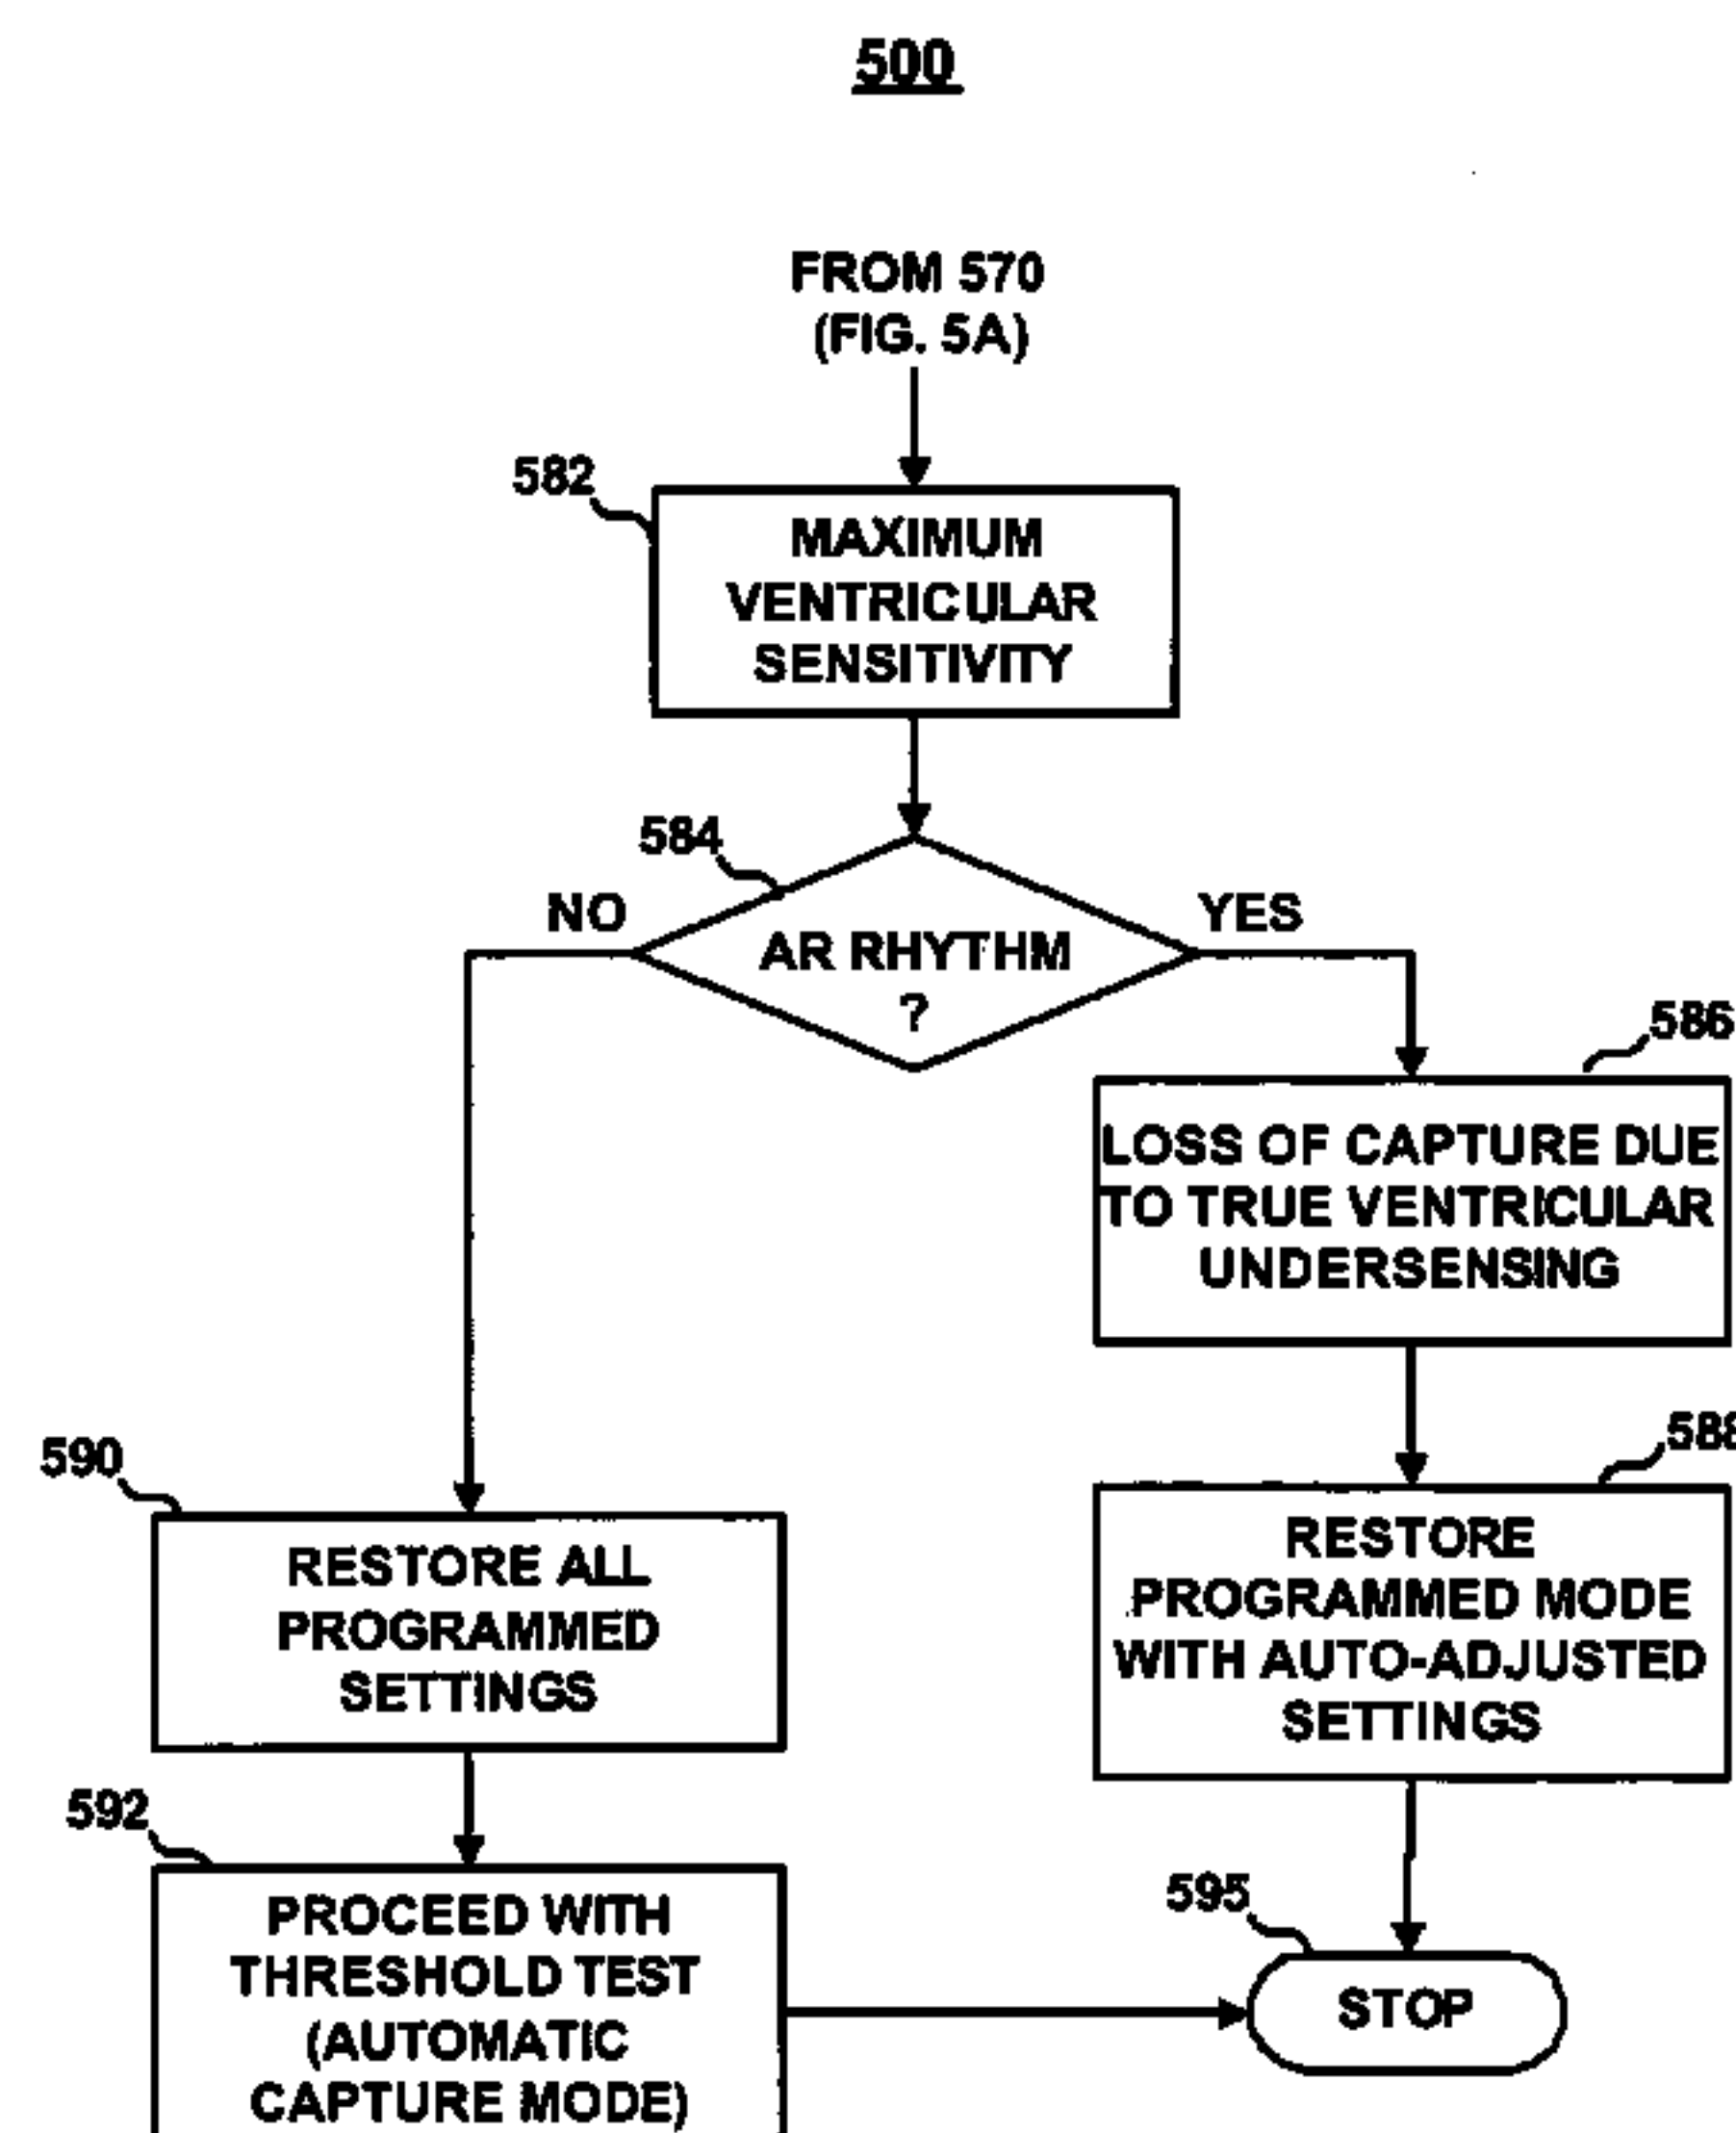 500
FROM 570
(FIG. 5A)
582
MAXIMUM
VENTRICULAR
SENSITIVITY
584
NO
YES
AR RHYTHM
?
586
LOSS OF CAPTURE DUE
TO TRUE VENTRICULAR
UNDERSENSING
588
RESTORE
PROGRAMMED MODE
WITH AUTO-ADJUSTED
SETTINGS
590
RESTORE ALL
PROGRAMMED
SETTINGS
592
PROCEED WITH
THRESHOLD TEST
(AUTOMATIC
CAPTURE MODE)
595
STOP